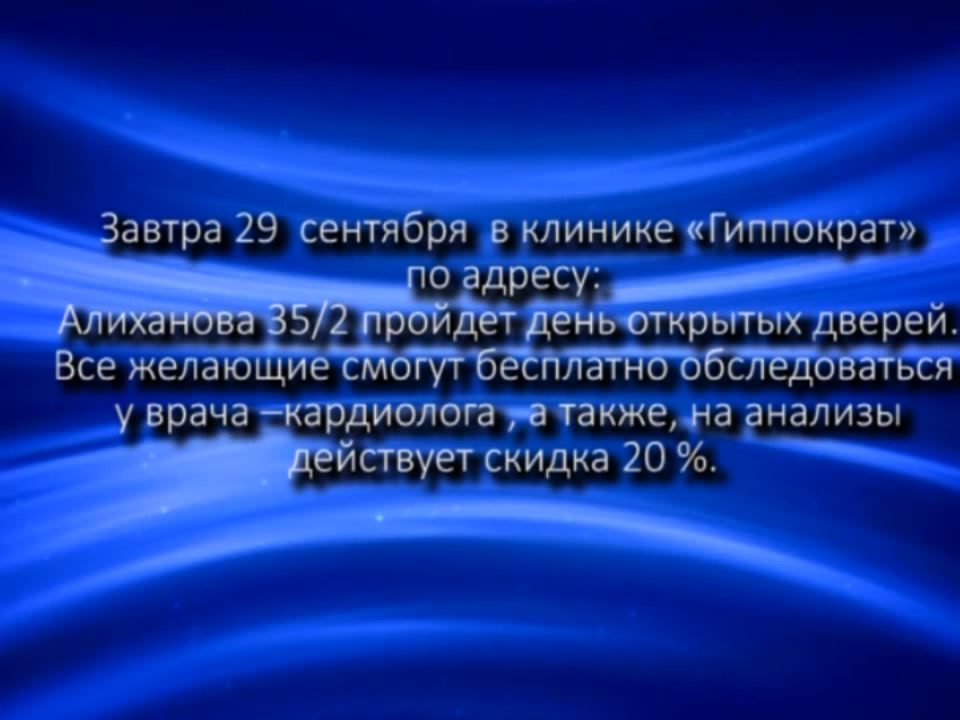 Завтра 29 сентября в клинике «Гиппократ»
по адресу:
Алиханова 35/2 пройдет день открытых дверей.
Все желающие смогут бесплатно обследоваться
у врача –кардиолога , а также, на анализы
действует скидка 20 %.